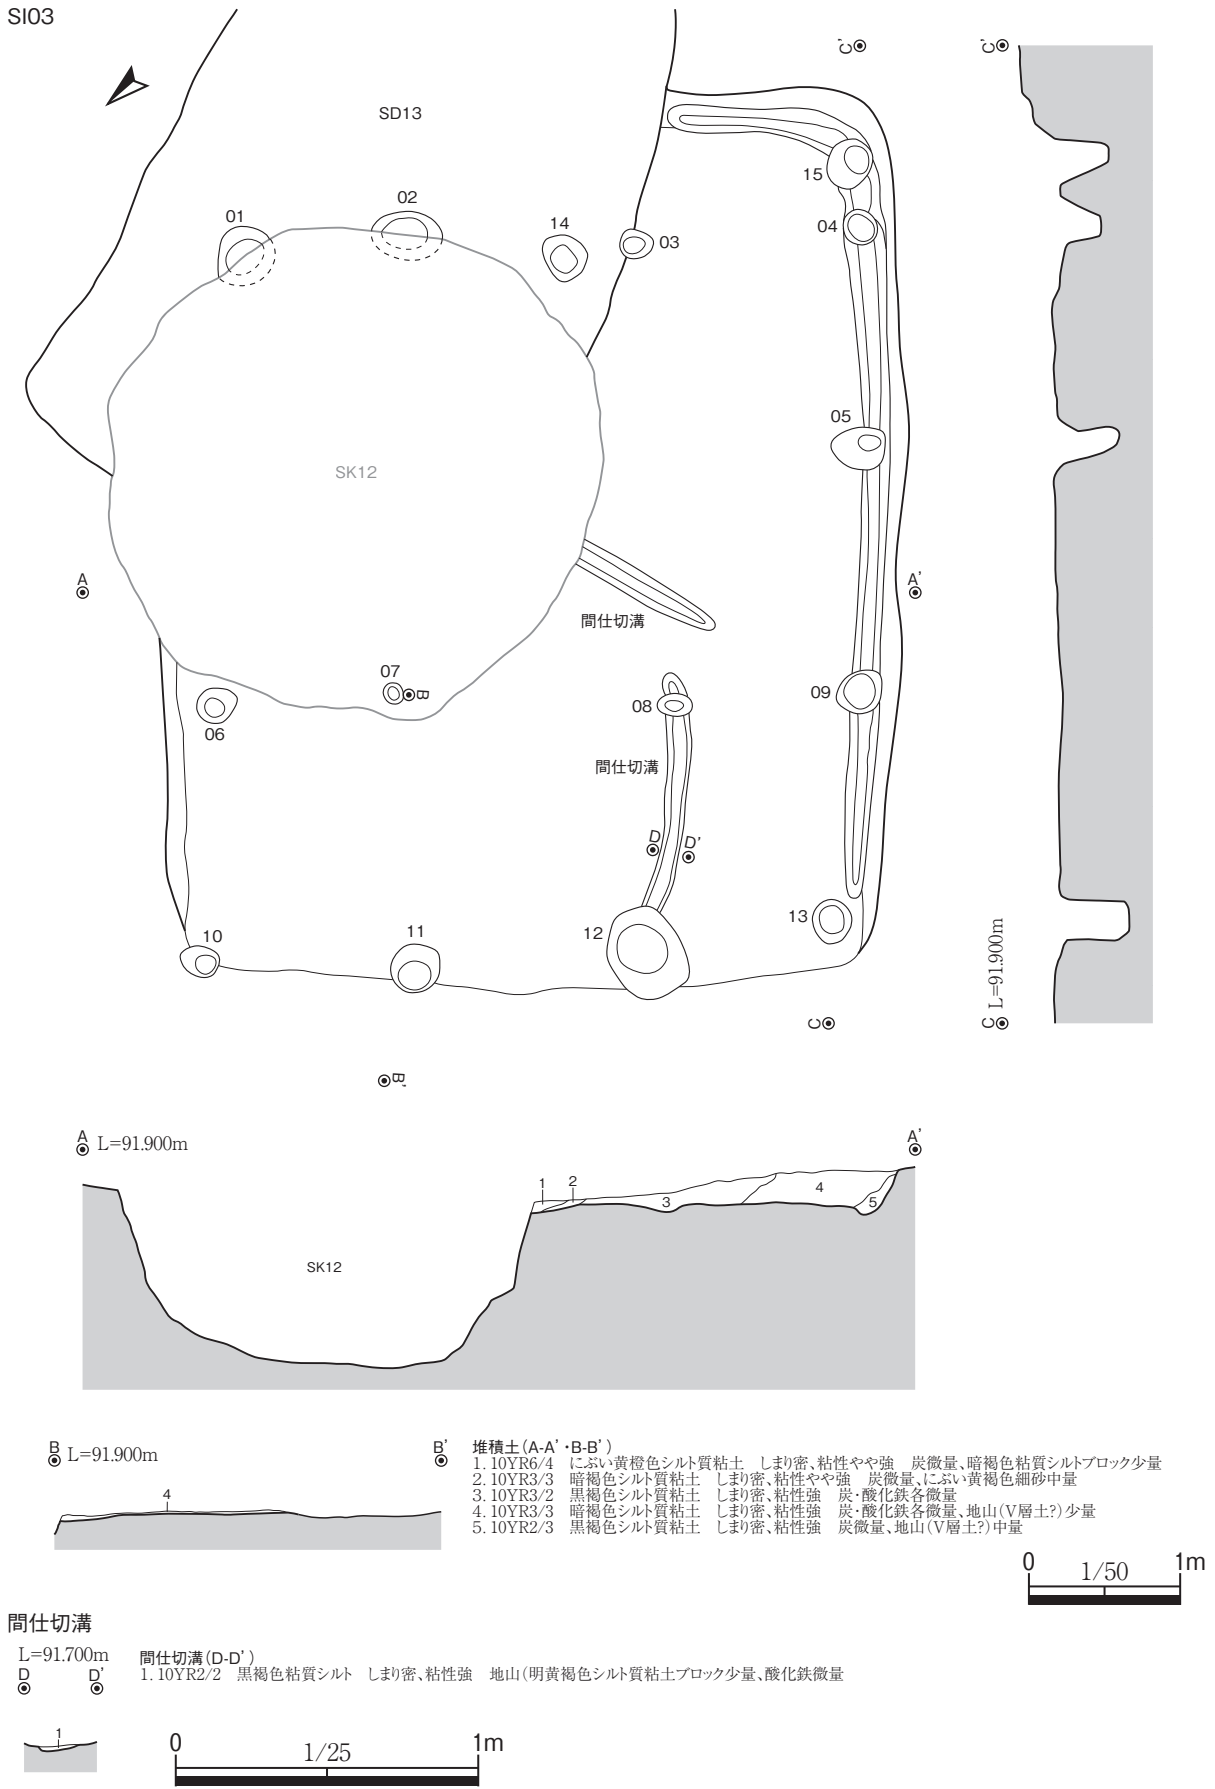 SI03
C'
C'
SD13
15
01
02
14
03
04
05
SK12
A
A'
間仕切溝
07
B
06
08
09
間仕切溝
D
D'
10
11
12
13
C
C L=91.900m
B'
A L=91.900m
A'
1
2
3
4
5
SK12
B L=91.900m
B'
4
堆積土(A-A'・B-B')
1. 10YR6/4 にぶい黄橙色シルト質粘土 しまり密、粘性やや強 炭微量、暗褐色粘質シルトブロック少量
2. 10YR3/3 暗褐色シルト質粘土 しまり密、粘性やや強 炭微量、にぶい黄褐色細砂中量
3. 10YR3/2 黒褐色シルト質粘土 しまり密、粘性強 炭・酸化鉄各微量
4. 10YR3/3 暗褐色シルト質粘土 しまり密、粘性強 炭・酸化鉄各微量、地山(V層土?)少量
5. 10YR2/3 黒褐色シルト質粘土 しまり密、粘性強 炭微量、地山(V層土?)中量
0 1/50 1m
間仕切溝
L=91.700m
D D'
間仕切溝(D-D')
1. 10YR2/2 黒褐色粘質シルト しまり密、粘性強 地山(明黄褐色シルト質粘土ブロック少量、酸化鉄微量
1
0 1/25 1m